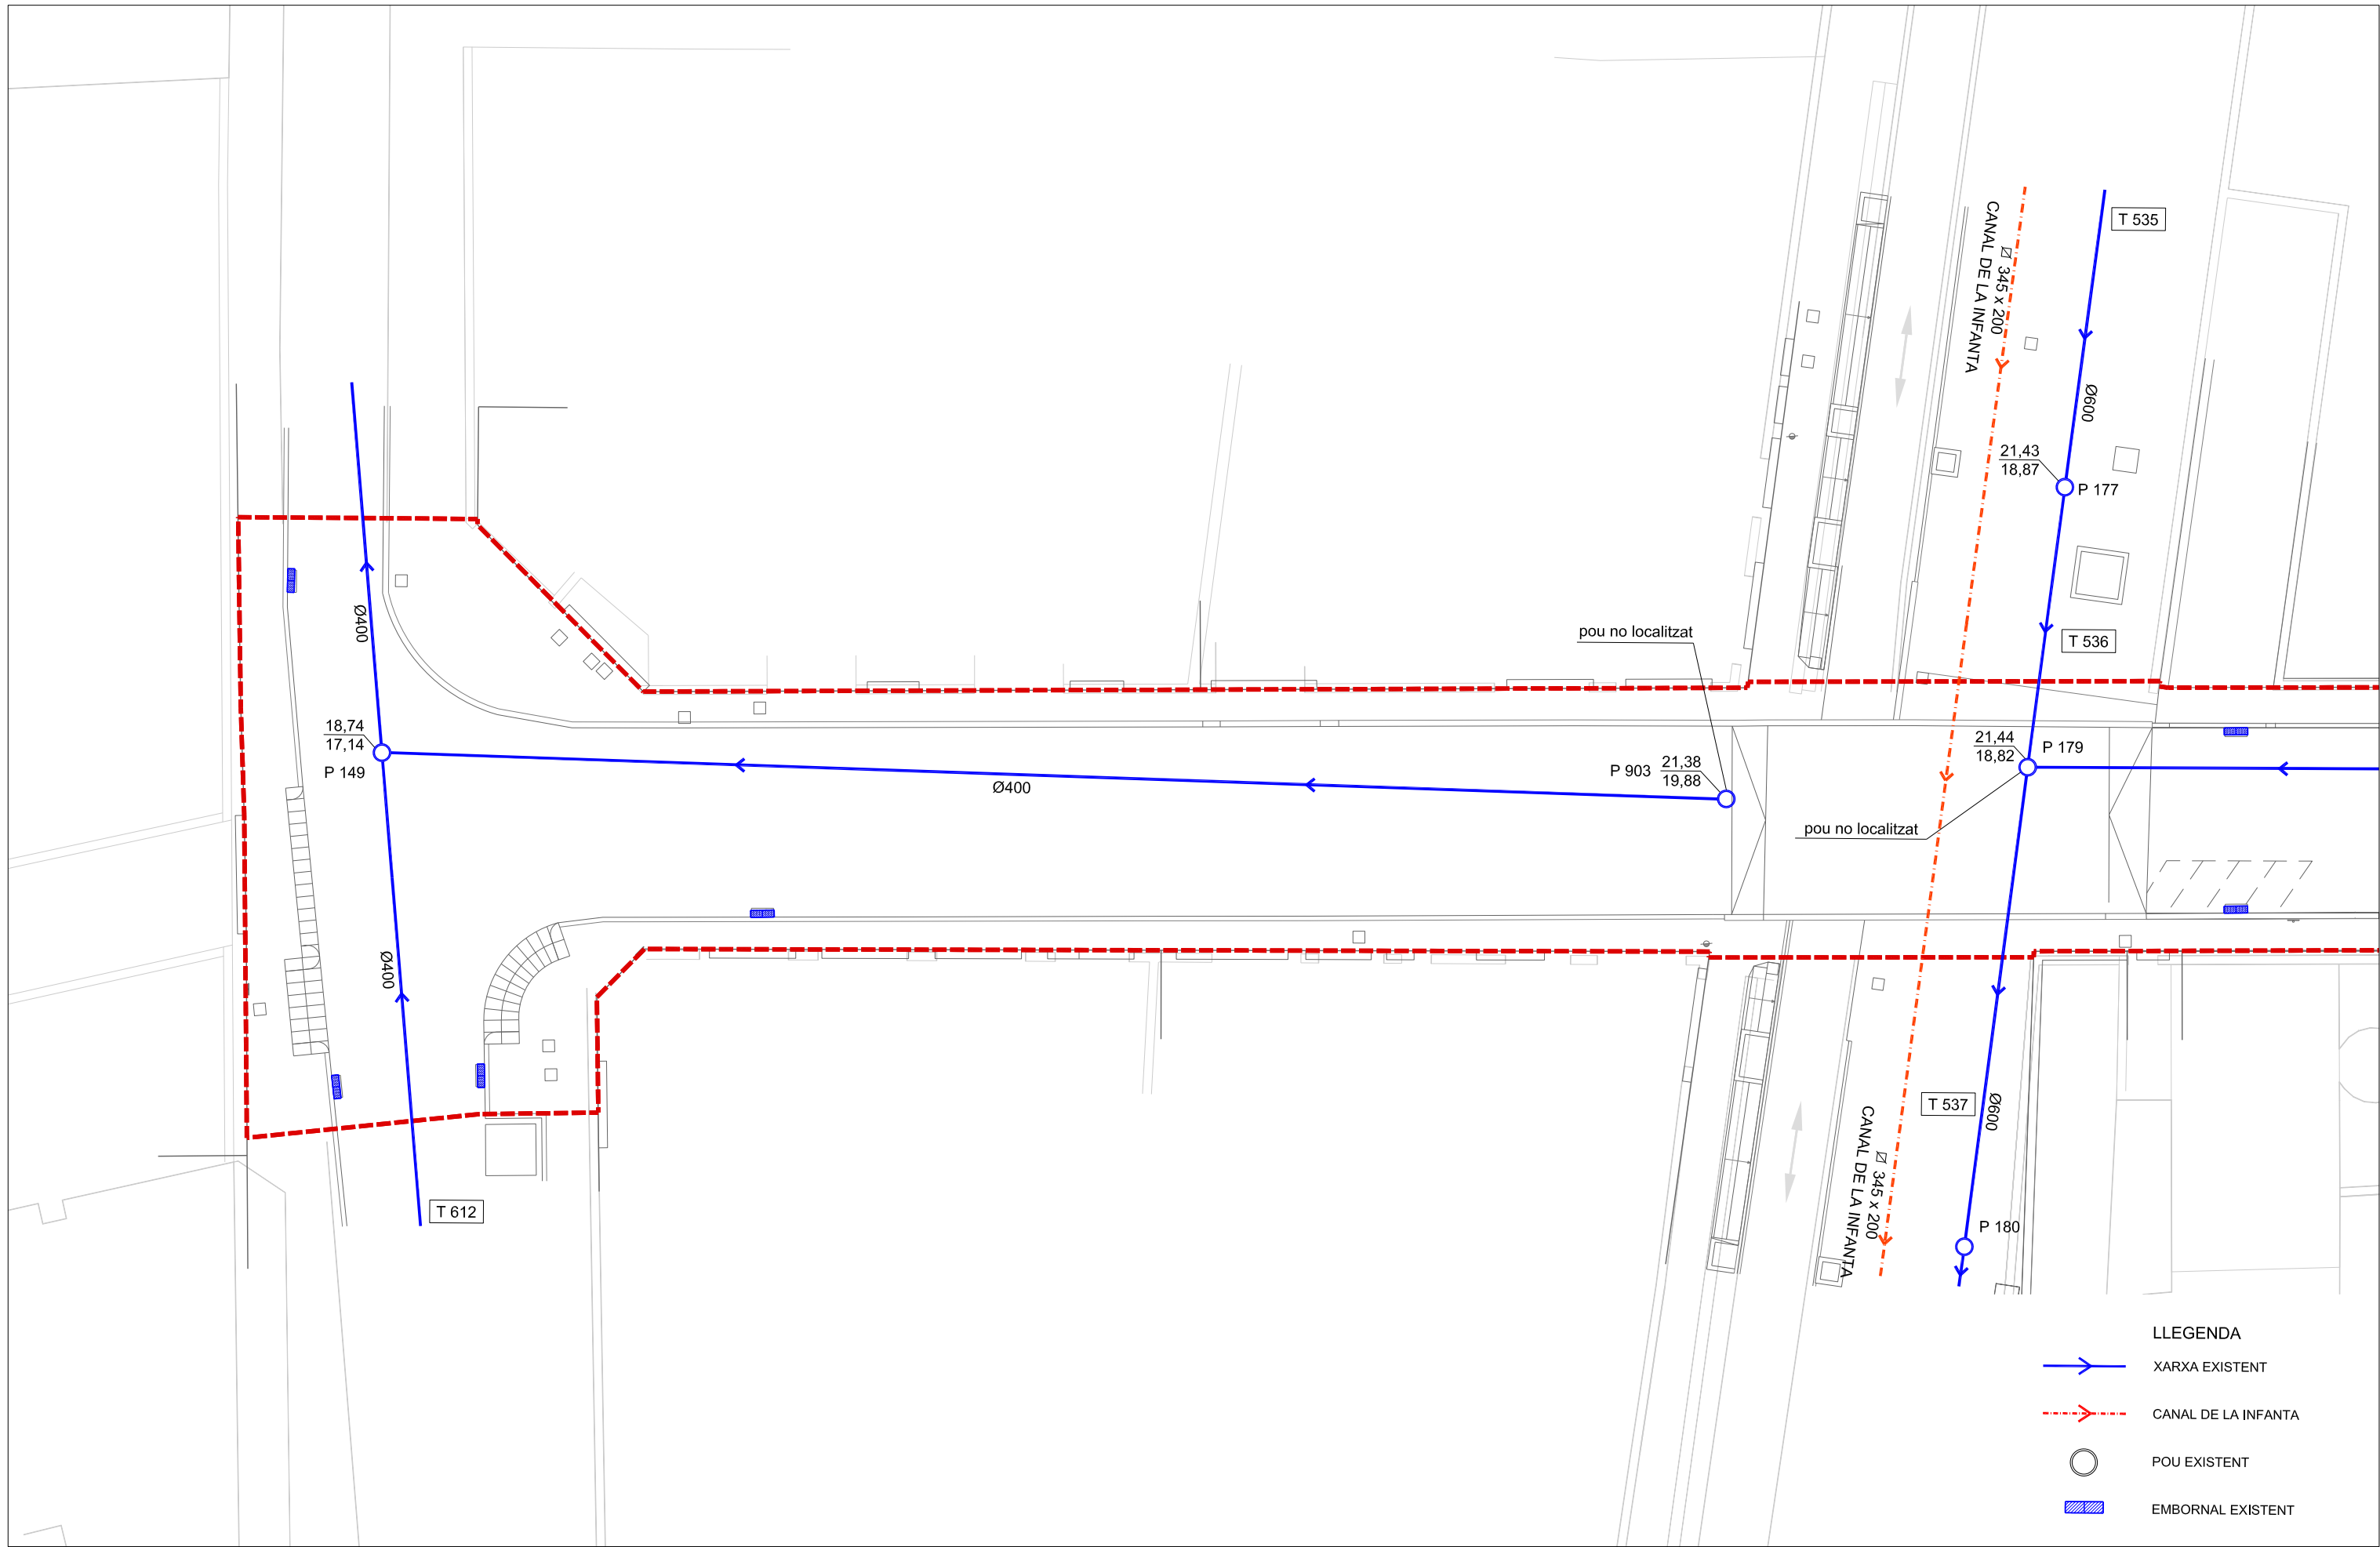 T 535
CANAL DE LA INFANTA
345 x 200
Ø600
21,43
18,87
P 177
T 536
pou no localitzat
Ø400
18,74
17,14
P 149
21,44
18,82
P 179
P 903
21,38
19,88
Ø400
pou no localitzat
Ø400
T 537
Ø600
CANAL DE LA INFANTA
345 x 200
T 612
P 180
LLEGENDA
XARXA EXISTENT
CANAL DE LA INFANTA
POU EXISTENT
EMBORNAL EXISTENT